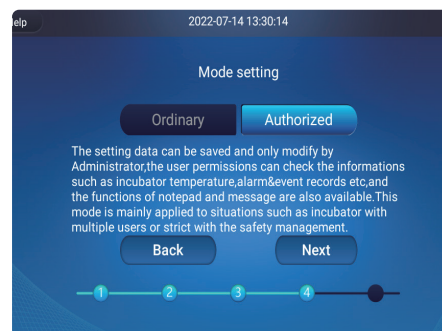 elp
2022-07-14 13:30:14
Mode setting
Ordinary
Authorized
The setting data can be saved and only modify by
Administrator,the user permissions can check the informations
such as incubator temperature,alarm&event records etc,and
the functions of notepad and message are also available.This
mode is mainly applied to situations such as incubator with
multiple users or strict with the safety management.
Back
Next
1 2 3 4